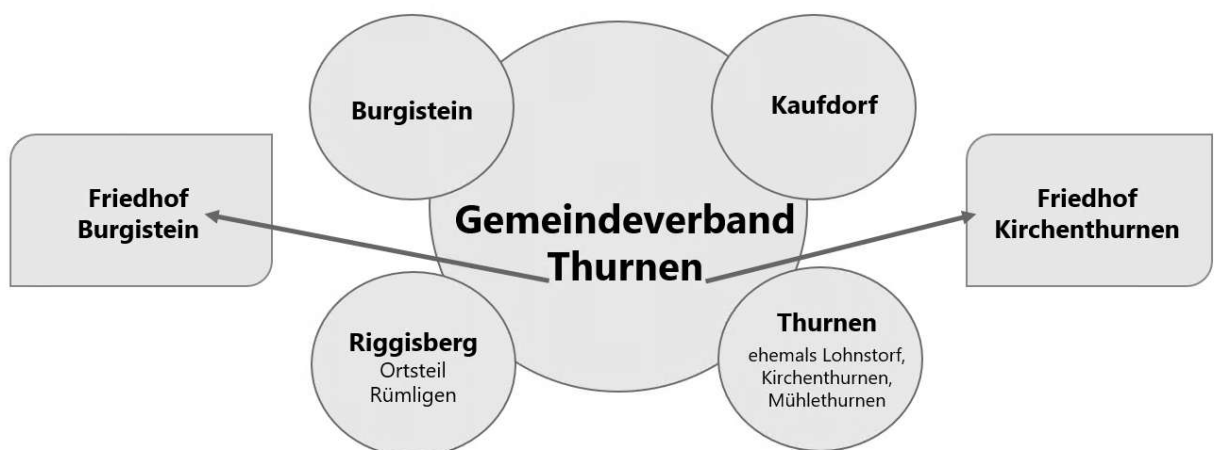 Burgistein
Kaufdorf
Friedhof
Burgistein
Gemeindeverband
Thurnen
Friedhof
Kirchenthurnen
Riggisberg
Ortsteil
Rümligen
Thurnen
ehemals Lohnstorf,
Kirchenthurnen,
Mühlethurnen